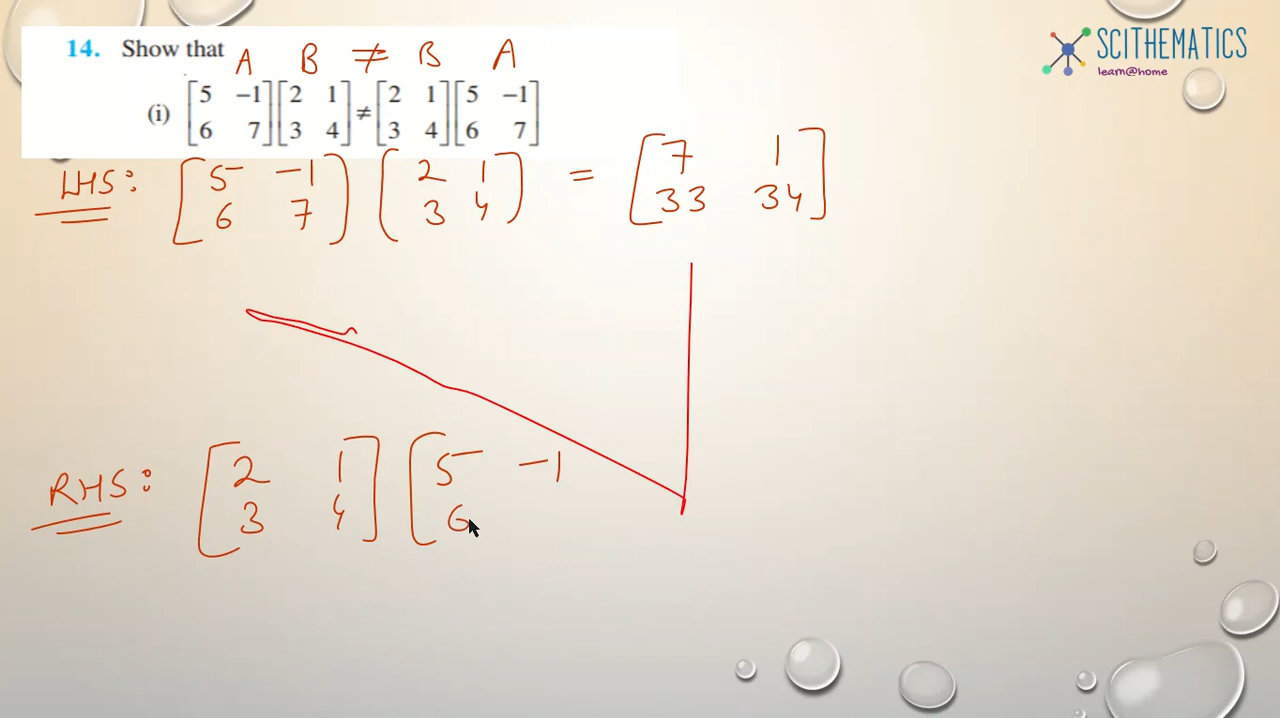 14. Show that
A B ≠ B A
(i) [5 −1] [2 1] ≠ [2 1] [5 −1]
[6 7] [3 4] [3 4] [6 7]
SCITHEMATICS
learn@home
LHS: [5 −1] [2 1] = [7 1]
[6 7] [3 4] [33 34]
RHS: [2 1] [5 −1
[3 4] [6